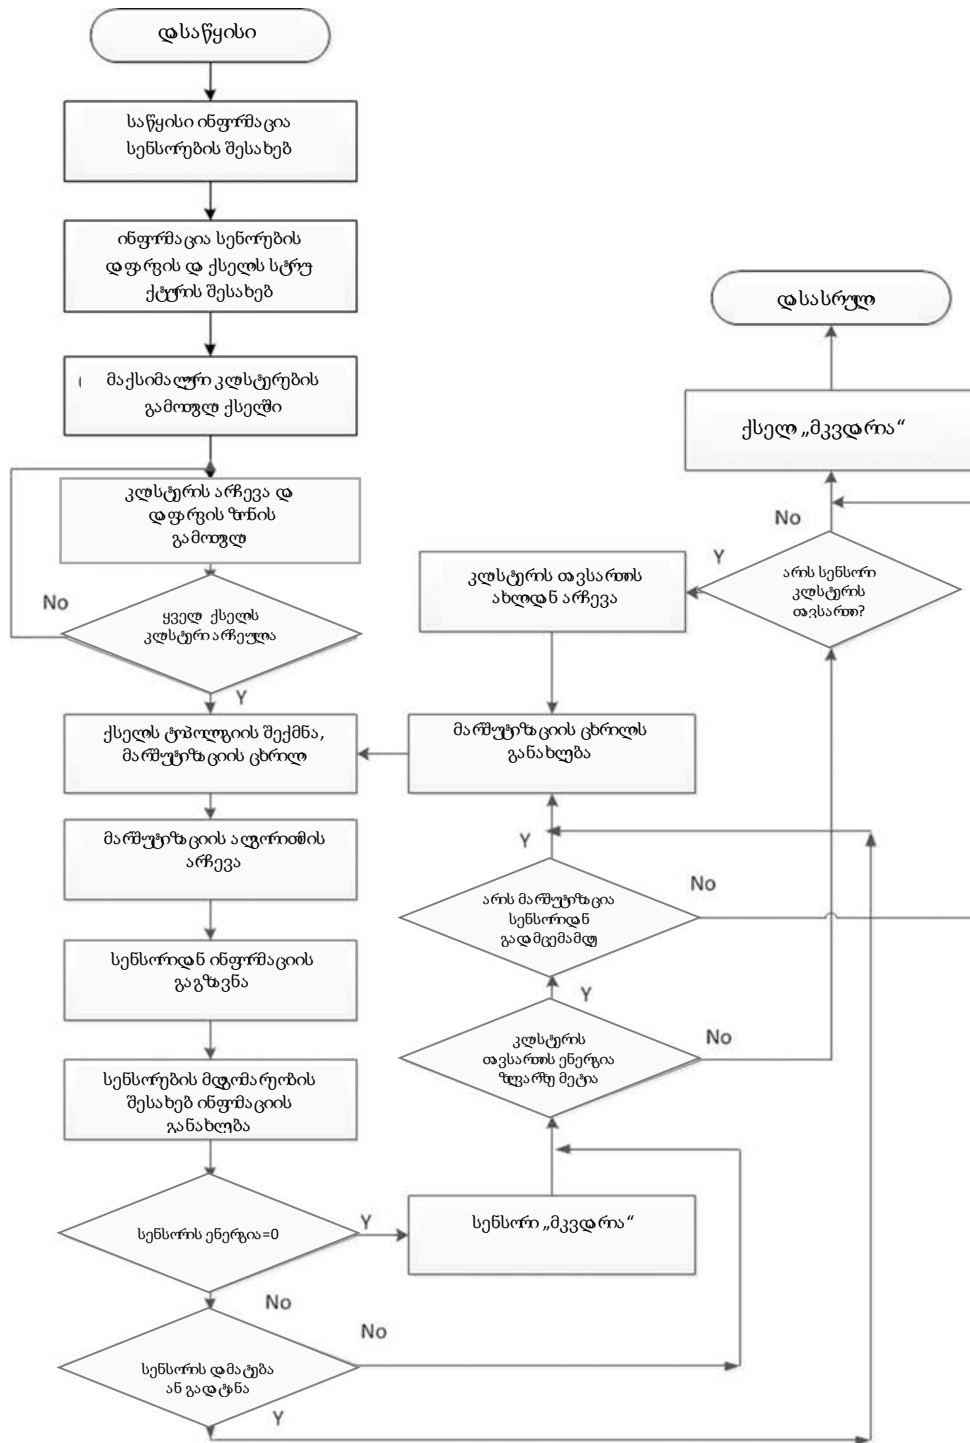 დასაწყისი
საწყისი ინფორმაცია
სენსორების შესახებ
ინფორმაცია სენორების
დაფარვის და ქსელის სტრუ
ქტურის შესახებ
მაქსიმალური კლასტერების
გამოთვლა ქსელში
კლასტერის არჩევა და
დაფარვის ზონის
გამოთვლა
No
ყველა ქსელის
კლასტერი არჩეულა
Y
ქსელის ტოპოლოგიის შექმნა,
მარშუტიზაციის ცხრილი
მარშუტიზაციის ალგორითმის
არჩევა
სენსორიდან ინფორმაციის
გაგზავნა
სენსორების მდგომარეობის
შესახებ ინფომაციის
განახლება
სენსორის ენერგია=0
Y
No
სენსორის დამატება
ან გადატანა
No
Y
სენსორი „მკვდარია“
კლასტერის
თავსართის ენერგია
ზღვარზე მეტია
No
Y
არის მარშუტიზაცია
სენსორიდან
გადამცემამდე
No
Y
მარშუტიზაციის ცხრილის
განახლება
კლასტერის თავსართის
ახლიდან არჩევა
Y
არის სენსორი
კლასტერის
თავსართი?
No
ქსელი „მკვდარია“
დასასრული